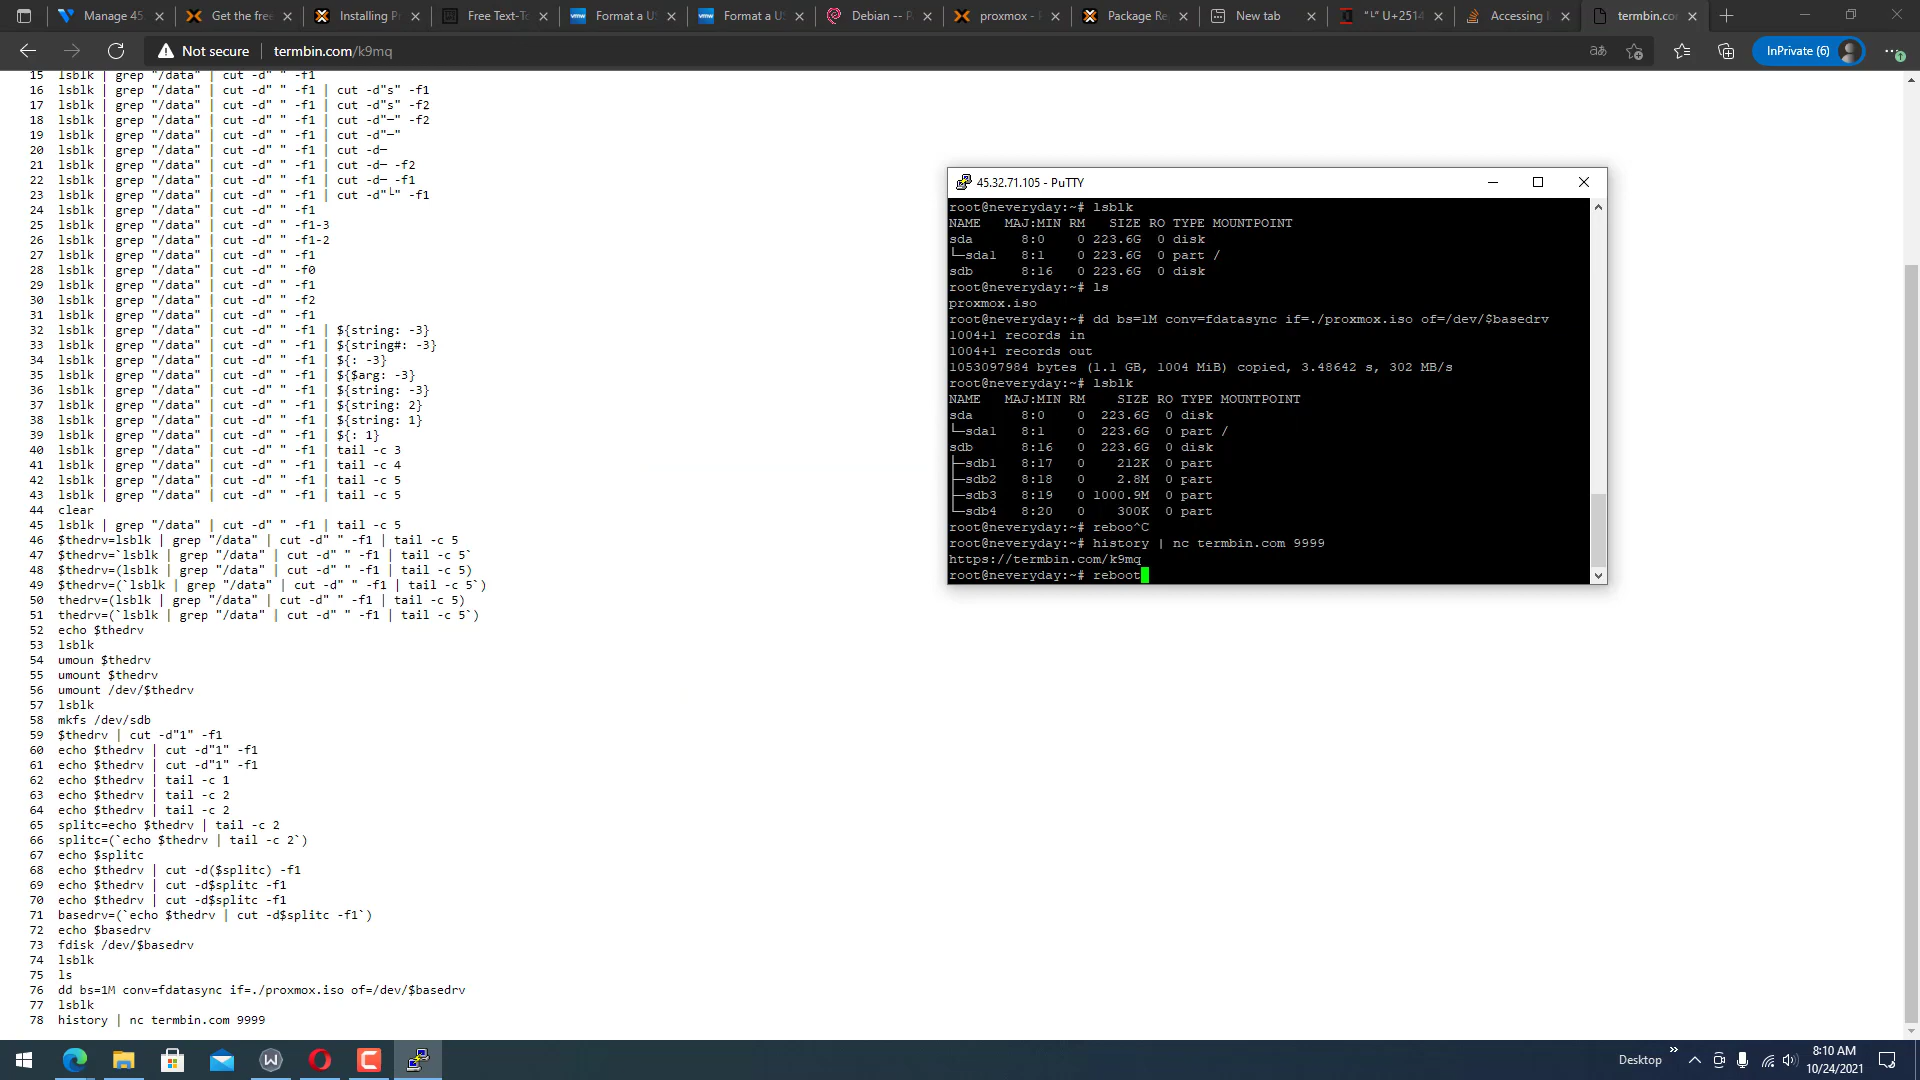 Manage 45.
Get the free
Installing Pr
Free Text-To
Format a US
Format a US
Debian -- P
proxmox - P
Package Re
New tab
"└" U+2514
Accessing
termbin.com
Not secure
termbin.com/k9mq
InPrivate (6)
15 lsblk | grep "/data" | cut -d" " -f1
16 lsblk | grep "/data" | cut -d" " -f1 | cut -d"s" -f1
17 lsblk | grep "/data" | cut -d" " -f1 | cut -d"s" -f2
18 lsblk | grep "/data" | cut -d" " -f1 | cut -d"─" -f2
19 lsblk | grep "/data" | cut -d" " -f1 | cut -d"─"
20 lsblk | grep "/data" | cut -d" " -f1 | cut -d─
21 lsblk | grep "/data" | cut -d" " -f1 | cut -d─ -f2
22 lsblk | grep "/data" | cut -d" " -f1 | cut -d─ -f1
23 lsblk | grep "/data" | cut -d" " -f1 | cut -d"└" -f1
24 lsblk | grep "/data" | cut -d" " -f1
25 lsblk | grep "/data" | cut -d" " -f1-3
26 lsblk | grep "/data" | cut -d" " -f1-2
27 lsblk | grep "/data" | cut -d" " -f1
28 lsblk | grep "/data" | cut -d" " -f0
29 lsblk | grep "/data" | cut -d" " -f1
30 lsblk | grep "/data" | cut -d" " -f2
31 lsblk | grep "/data" | cut -d" " -f1
32 lsblk | grep "/data" | cut -d" " -f1 | ${string: -3}
33 lsblk | grep "/data" | cut -d" " -f1 | ${string#: -3}
34 lsblk | grep "/data" | cut -d" " -f1 | ${: -3}
35 lsblk | grep "/data" | cut -d" " -f1 | ${$arg: -3}
36 lsblk | grep "/data" | cut -d" " -f1 | ${string: -3}
37 lsblk | grep "/data" | cut -d" " -f1 | ${string: 2}
38 lsblk | grep "/data" | cut -d" " -f1 | ${string: 1}
39 lsblk | grep "/data" | cut -d" " -f1 | ${: 1}
40 lsblk | grep "/data" | cut -d" " -f1 | tail -c 3
41 lsblk | grep "/data" | cut -d" " -f1 | tail -c 4
42 lsblk | grep "/data" | cut -d" " -f1 | tail -c 5
43 lsblk | grep "/data" | cut -d" " -f1 | tail -c 5
44 clear
45 lsblk | grep "/data" | cut -d" " -f1 | tail -c 5
46 $thedrv=lsblk | grep "/data" | cut -d" " -f1 | tail -c 5
47 $thedrv=`lsblk | grep "/data" | cut -d" " -f1 | tail -c 5`
48 $thedrv=(lsblk | grep "/data" | cut -d" " -f1 | tail -c 5)
49 $thedrv=(`lsblk | grep "/data" | cut -d" " -f1 | tail -c 5`)
50 thedrv=(lsblk | grep "/data" | cut -d" " -f1 | tail -c 5)
51 thedrv=(`lsblk | grep "/data" | cut -d" " -f1 | tail -c 5`)
52 echo $thedrv
53 lsblk
54 umoun $thedrv
55 umount $thedrv
56 umount /dev/$thedrv
57 lsblk
58 mkfs /dev/sdb
59 $thedrv | cut -d"1" -f1
60 echo $thedrv | cut -d"1" -f1
61 echo $thedrv | cut -d"1" -f1
62 echo $thedrv | tail -c 1
63 echo $thedrv | tail -c 2
64 echo $thedrv | tail -c 2
65 splitc=echo $thedrv | tail -c 2
66 splitc=(`echo $thedrv | tail -c 2`)
67 echo $splitc
68 echo $thedrv | cut -d($splitc) -f1
69 echo $thedrv | cut -d$splitc -f1
70 echo $thedrv | cut -d$splitc -f1
71 basedrv=(`echo $thedrv | cut -d$splitc -f1`)
72 echo $basedrv
73 fdisk /dev/$basedrv
74 lsblk
75 ls
76 dd bs=1M conv=fdatasync if=./proxmox.iso of=/dev/$basedrv
77 lsblk
78 history | nc termbin.com 9999
45.32.71.105 - PuTTY
root@neveryday:~# lsblk
NAME MAJ:MIN RM SIZE RO TYPE MOUNTPOINT
sda 8:0 0 223.6G 0 disk
└─sda1 8:1 0 223.6G 0 part /
sdb 8:16 0 223.6G 0 disk
root@neveryday:~# ls
proxmox.iso
root@neveryday:~# dd bs=1M conv=fdatasync if=./proxmox.iso of=/dev/$basedrv
1004+1 records in
1004+1 records out
1053097984 bytes (1.1 GB, 1004 MiB) copied, 3.48642 s, 302 MB/s
root@neveryday:~# lsblk
NAME MAJ:MIN RM SIZE RO TYPE MOUNTPOINT
sda 8:0 0 223.6G 0 disk
└─sda1 8:1 0 223.6G 0 part /
sdb 8:16 0 223.6G 0 disk
├─sdb1 8:17 0 212K 0 part
├─sdb2 8:18 0 2.8M 0 part
├─sdb3 8:19 0 1000.9M 0 part
└─sdb4 8:20 0 300K 0 part
root@neveryday:~# reboo^C
root@neveryday:~# history | nc termbin.com 9999
https://termbin.com/k9mq
root@neveryday:~# reboot
Desktop
8:10 AM
10/24/2021